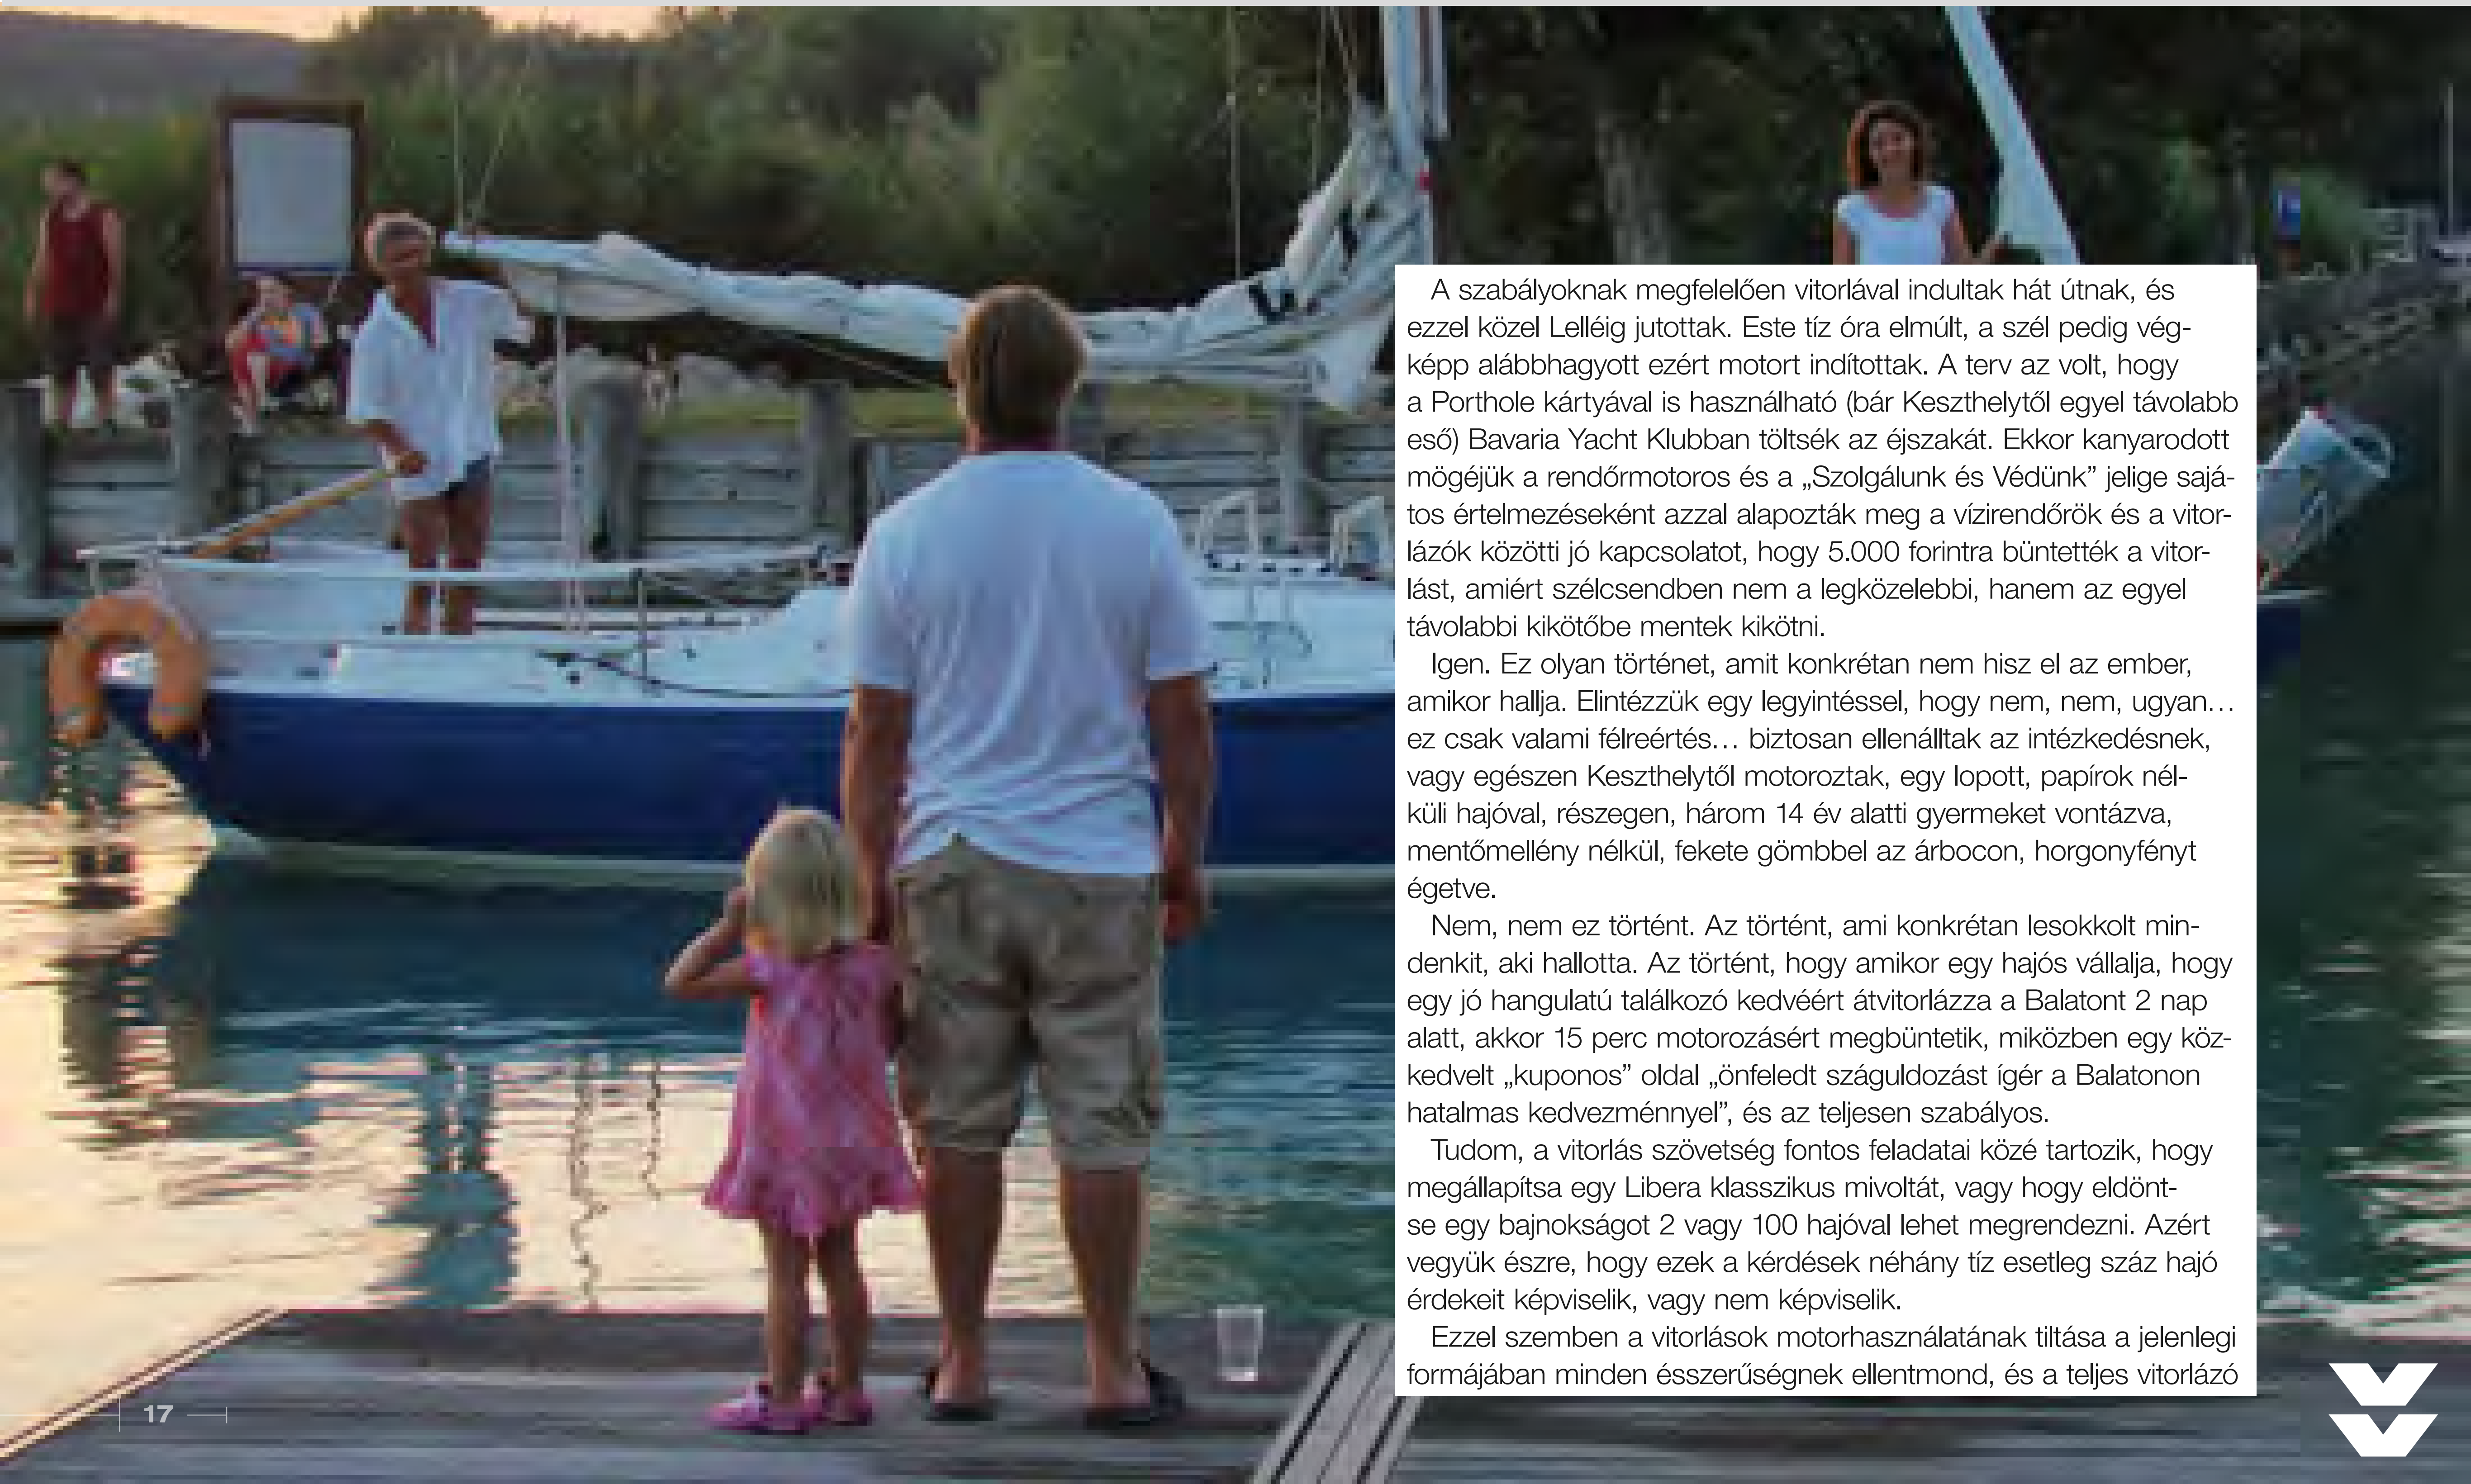 A szabályoknak megfelelően vitorlával indultak hát útnak, és
ezzel közel Lelléig jutottak. Este tíz óra elmúlt, a szél pedig vég-
képp alábbhagyott ezért motort indítottak. A terv az volt, hogy
a Porthole kártyával is használható (bár Keszthelytől egyel távolabb
eső) Bavaria Yacht Klubban töltsék az éjszakát. Ekkor kanyarodott
mögéjük a rendőrmotoros és a „Szolgálunk és Védünk” jelige sajá-
tos értelmezéseként azzal alapozták meg a vízirendőrök és a vitor-
lázók közötti jó kapcsolatot, hogy 5.000 forintra büntették a vitor-
lást, amiért szélcsendben nem a legközelebbi, hanem az egyel
távolabbi kikötőbe mentek kikötni.
Igen. Ez olyan történet, amit konkrétan nem hisz el az ember,
amikor hallja. Elintézzük egy legyintéssel, hogy nem, nem, ugyan…
ez csak valami félreértés… biztosan ellenálltak az intézkedésnek,
vagy egészen Keszthelytől motoroztak, egy lopott, papírok nél-
küli hajóval, részegen, három 14 év alatti gyermeket vontázva,
mentőmellény nélkül, fekete gömbbel az árbocon, horgonyfényt
égetve.
Nem, nem ez történt. Az történt, ami konkrétan lesokkolt min-
denkit, aki hallotta. Az történt, hogy amikor egy hajós vállalja, hogy
egy jó hangulatú találkozó kedvéért átvitorlázza a Balatont 2 nap
alatt, akkor 15 perc motorozásért megbüntetik, miközben egy köz-
kedvelt „kuponos” oldal „önfeledt száguldozást ígér a Balatonon
hatalmas kedvezménnyel”, és az teljesen szabályos.
Tudom, a vitorlás szövetség fontos feladatai közé tartozik, hogy
megállapítsa egy Libera klasszikus mivoltát, vagy hogy eldönt-
se egy bajnokságot 2 vagy 100 hajóval lehet megrendezni. Azért
vegyük észre, hogy ezek a kérdések néhány tíz esetleg száz hajó
érdekeit képviselik, vagy nem képviselik.
Ezzel szemben a vitorlások motorhasználatának tiltása a jelenlegi
formájában minden ésszerűségnek ellentmond, és a teljes vitorlázó
17